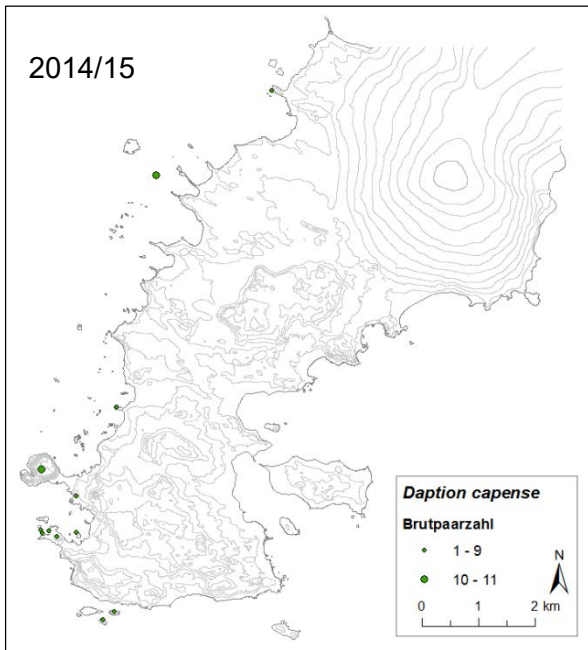 2014/15
Daption capense
Brutpaarzahl
1 - 9
10 - 11
N
0 1 2 km